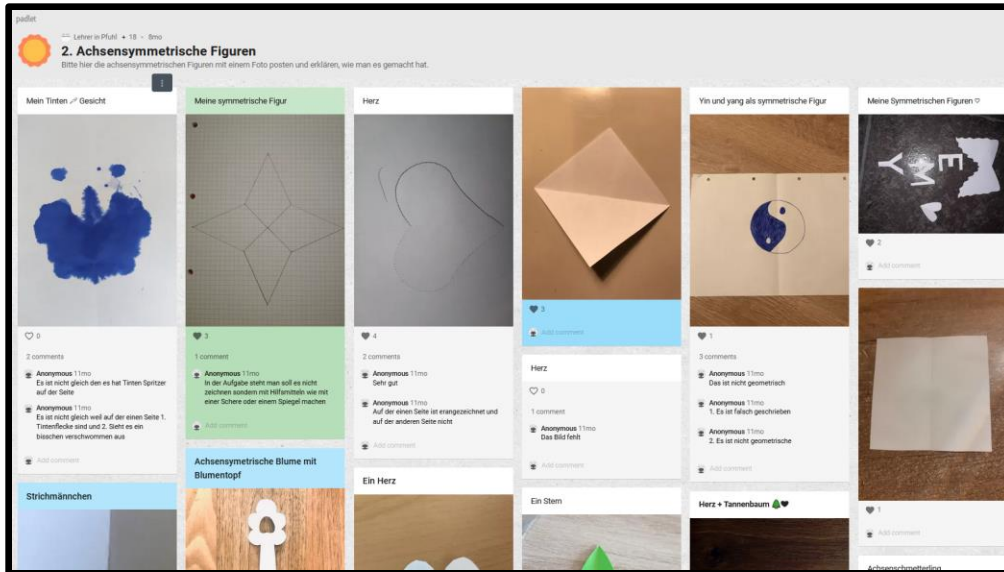 padlet
Lehrer in Pfuhl + 18 - 8mo
2. Achsensymmetrische Figuren
Bitte hier die achsensymmetrischen Figuren mit einem Foto posten und erklären, wie man es gemacht hat.
Mein Tinten Gesicht
0
2 comments
Anonymous 11mo
Es ist nicht gleich den es hat Tinten Spritzer
auf der Seite
Anonymous 11mo
Es ist nicht gleich weil auf der einen Seite 1.
Tintenflecke sind und 2. Sieht es ein
bisschen verschwommen aus
Add comment
Strichmännchen
Meine symmetrische Figur
3
1 comment
Anonymous 11mo
In der Aufgabe steht man soll es nicht
zeichnen sondern mit Hilfsmitteln wie mit
einer Schere oder einem Spiegel machen
Add comment
Achsensymetrische Blume mit
Blumentopf
Herz
4
2 comments
Anonymous 11mo
Sehr gut
Anonymous 11mo
Auf der einen Seite ist erangezeichnet und
auf der anderen Seite nicht
Add comment
Ein Herz
3
Add comment
Herz
0
1 comment
Anonymous 11mo
Das Bild fehlt
Add comment
Ein Stern
Yin und yang als symmetrische Figur
1
3 comments
Anonymous 11mo
Das ist nicht geometrisch
Anonymous 11mo
1. Es ist falsch geschrieben
Anonymous 11mo
2. Es ist nicht geometrische
Add comment
Herz + Tannenbaum 🌲🖤
Meine Symmetrischen Figuren ♡
EMY
2
Add comment
1
Add comment
Achsenschmetterling